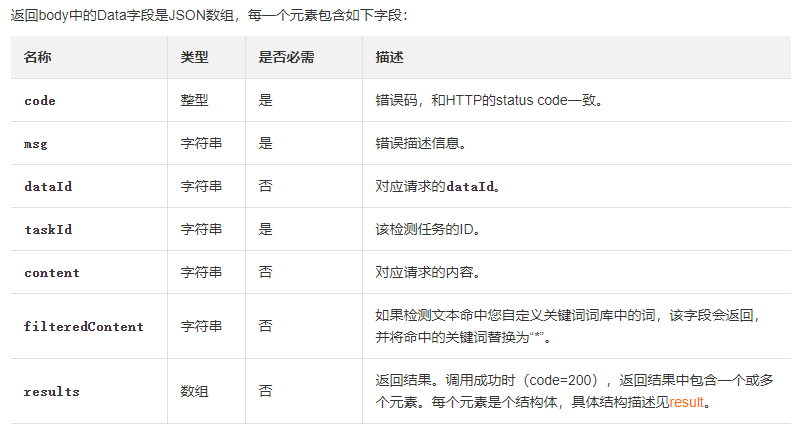 返回body中的Data字段是JSON数组，每一个元素包含如下字段：
名称 类型 是否必需 描述
code 整型 是 错误码，和HTTP的status code一致。
msg 字符串 是 错误描述信息。
dataId 字符串 否 对应请求的dataId。
taskId 字符串 是 该检测任务的ID。
content 字符串 否 对应请求的内容。
filteredContent 字符串 否 如果检测文本命中您自定义关键词词库中的词，该字段会返回，
并将命中的关键词替换为“*”。
results 数组 否 返回结果。调用成功时（code=200），返回结果中包含一个或多
个元素。每个元素是个结构体，具体结构描述见result。